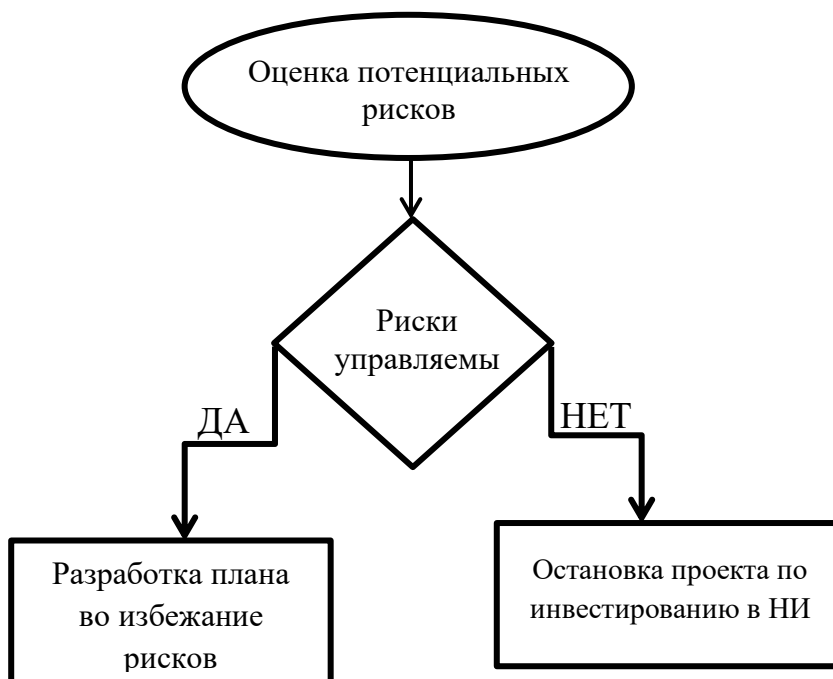 Оценка потенциальных
рисков
Риски
управляемы
ДА
НЕТ
Разработка плана
во избежание
рисков
Остановка проекта по
инвестированию в НИ